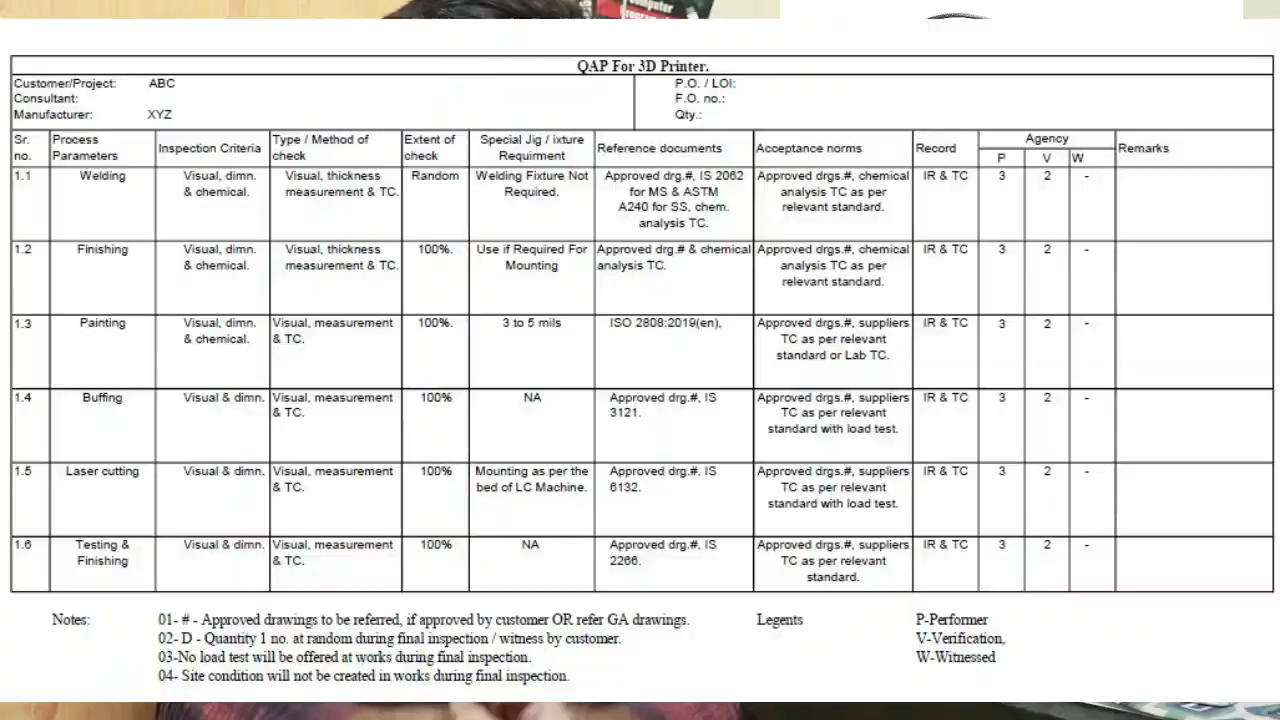 computer
QAP For 3D Printer.
Customer/Project: ABC
Consultant:
Manufacturer: XYZ
P.O. / LOI:
F.O. no.:
Qty.:
Sr. no. Process Parameters Inspection Criteria Type / Method of check Extent of check Special Jig / ixture Requirment Reference documents Acceptance norms Record Agency P V W Remarks
1.1 Welding Visual, dimn. & chemical. Visual, thickness measurement & TC. Random Welding Fixture Not Required. Approved drg.#, IS 2062 for MS & ASTM A240 for SS, chem. analysis TC. Approved drgs.#, chemical analysis TC as per relevant standard. IR & TC 3 2 -
1.2 Finishing Visual, dimn. & chemical. Visual, thickness measurement & TC. 100%. Use if Required For Mounting Approved drg.# & chemical analysis TC. Approved drgs.#, chemical analysis TC as per relevant standard. IR & TC 3 2 -
1.3 Painting Visual, dimn. & chemical. Visual, measurement & TC. 100%. 3 to 5 mils ISO 2808:2019(en), Approved drgs.#, suppliers TC as per relevant standard or Lab TC. IR & TC 3 2 -
1.4 Buffing Visual & dimn. Visual, measurement & TC. 100% NA Approved drg.#, IS 3121. Approved drgs.#, suppliers TC as per relevant standard with load test. IR & TC 3 2 -
1.5 Laser cutting Visual & dimn. Visual, measurement & TC. 100% Mounting as per the bed of LC Machine. Approved drg.#, IS 6132. Approved drgs.#, suppliers TC as per relevant standard with load test. IR & TC 3 2 -
1.6 Testing & Finishing Visual & dimn. Visual, measurement & TC. 100% NA Approved drg.#, IS 2266. Approved drgs.#, suppliers TC as per relevant standard. IR & TC 3 2 -
Notes: 01- # - Approved drawings to be referred, if approved by customer OR refer GA drawings.
02- D - Quantity 1 no. at random during final inspection / witness by customer.
03-No load test will be offered at works during final inspection.
04- Site condition will not be created in works during final inspection.
Legents P-Performer
V-Verification,
W-Witnessed